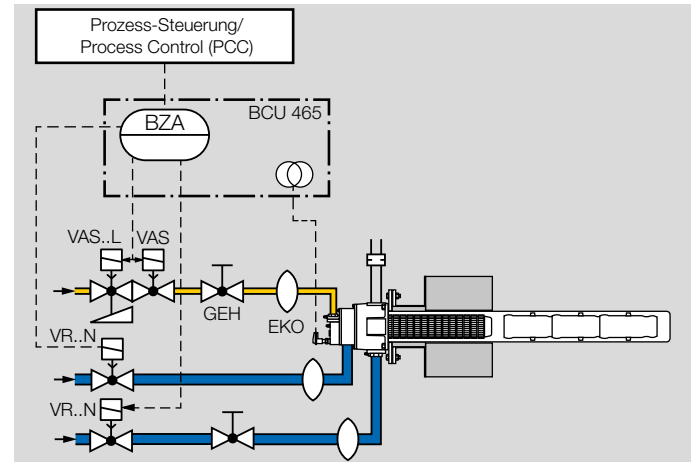 Prozess-Steuerung/
Process Control (PCC)
BCU 465
BZA
VAS..L VAS
GEH
EKO
VR..N
VR..N